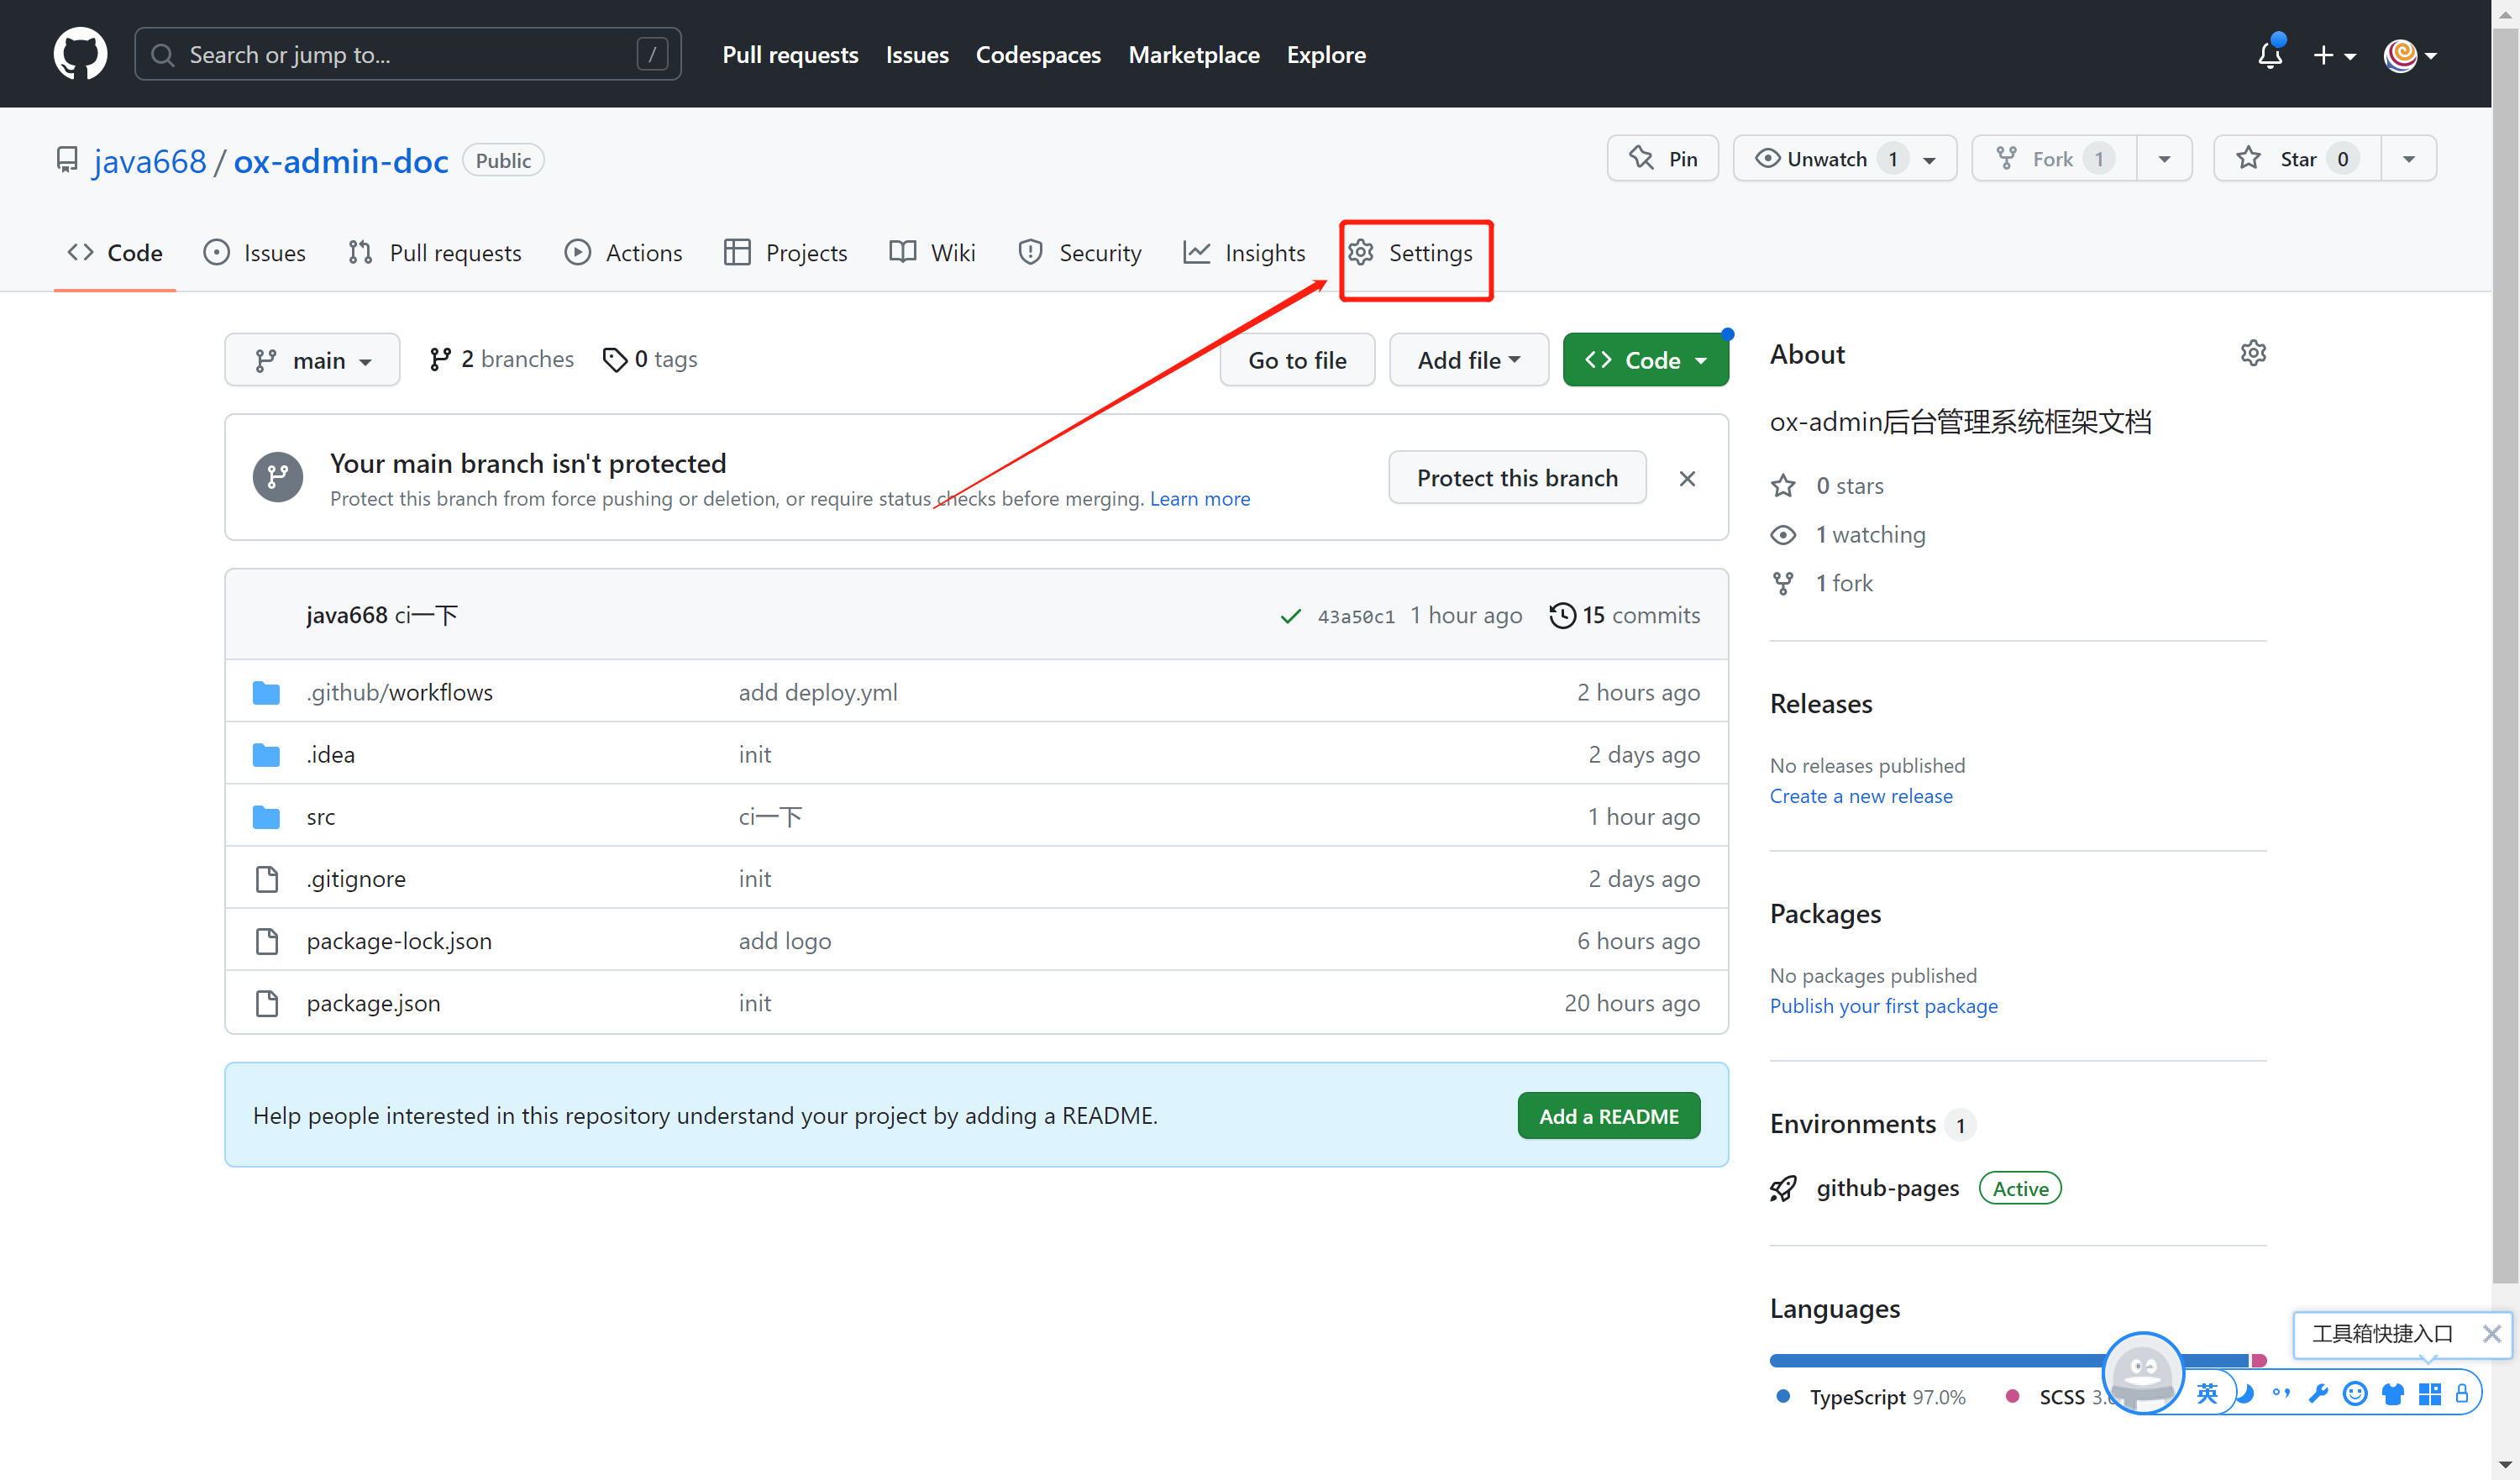 Search or jump to... /
Pull requests Issues Codespaces Marketplace Explore
java668 / ox-admin-doc Public
Pin Unwatch 1 Fork 1 Star 0
Code Issues Pull requests Actions Projects Wiki Security Insights Settings
main 2 branches 0 tags Go to file Add file Code
Your main branch isn't protected
Protect this branch from force pushing or deletion, or require status checks before merging. Learn more
Protect this branch
java668 ci一下 43a50c1 1 hour ago 15 commits
.github/workflows add deploy.yml 2 hours ago
.idea init 2 days ago
src ci一下 1 hour ago
.gitignore init 2 days ago
package-lock.json add logo 6 hours ago
package.json init 20 hours ago
Help people interested in this repository understand your project by adding a README. Add a README
About
ox-admin后台管理系统框架文档
0 stars
1 watching
1 fork
Releases
No releases published
Create a new release
Packages
No packages published
Publish your first package
Environments 1
github-pages Active
Languages
TypeScript 97.0% SCSS
工具箱快捷入口
英